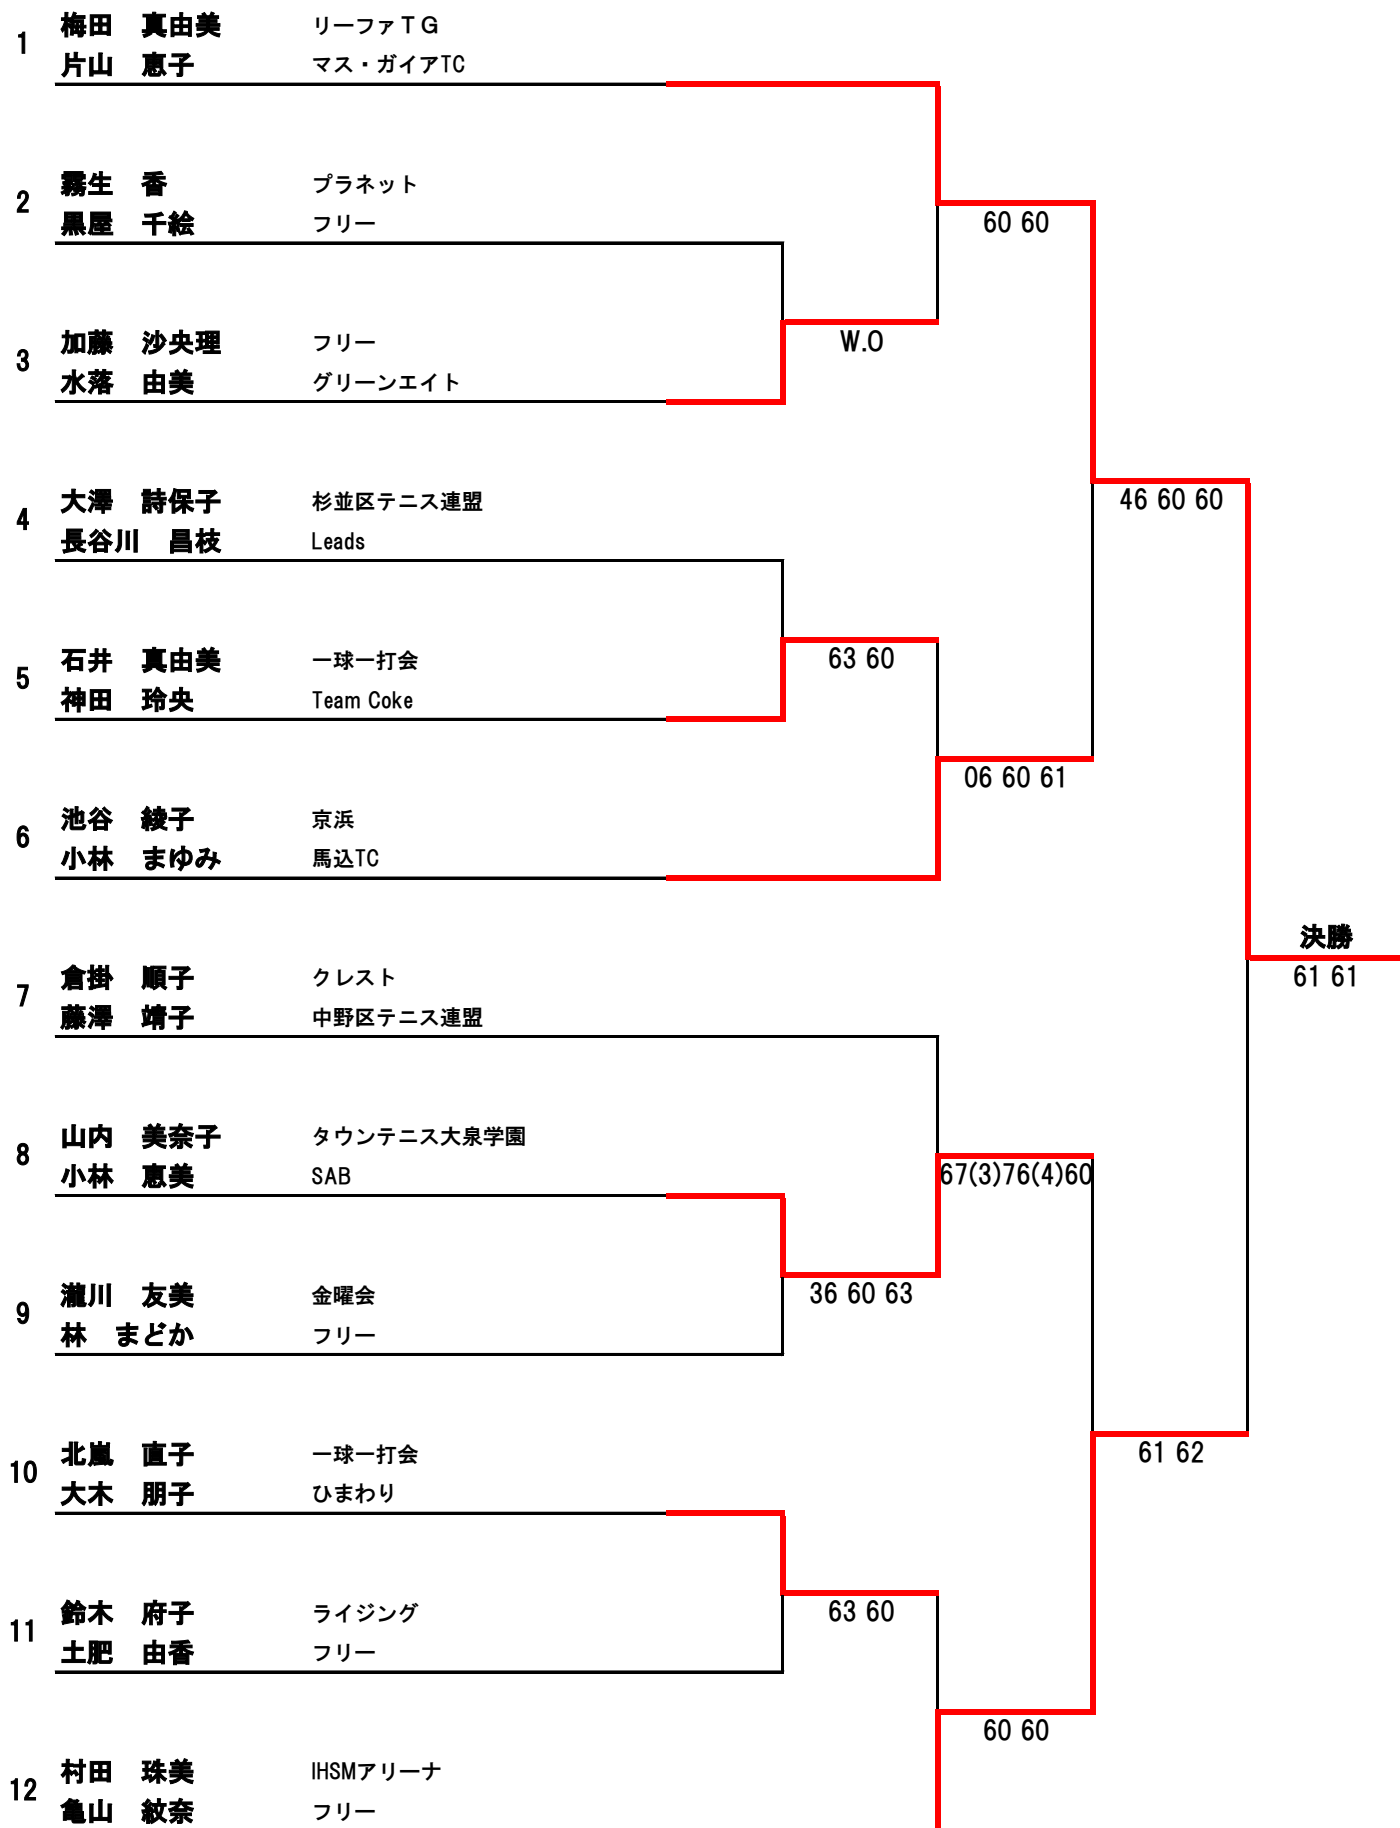 1 梅田　真由美 リーファＴＧ
片山　恵子 マス・ガイアTC
2 霧生　香 プラネット
黒屋　千絵 フリー
60 60
3 加藤　沙央理 フリー
水落　由美 グリーンエイト
W.O
4 大澤　詩保子 杉並区テニス連盟
長谷川　昌枝 Leads
46 60 60
5 石井　真由美 一球一打会
神田　玲央 Team Coke
63 60
6 池谷　綾子 京浜
小林　まゆみ 馬込TC
06 60 61
決勝
61 61
7 倉掛　順子 クレスト
藤澤　靖子 中野区テニス連盟
8 山内　美奈子 タウンテニス大泉学園
小林　恵美 SAB
67(3)76(4)60
9 瀧川　友美 金曜会
林　まどか フリー
36 60 63
10 北嵐　直子 一球一打会
大木　朋子 ひまわり
61 62
11 鈴木　府子 ライジング
土肥　由香 フリー
63 60
60 60
12 村田　珠美 IHSMアリーナ
亀山　紋奈 フリー